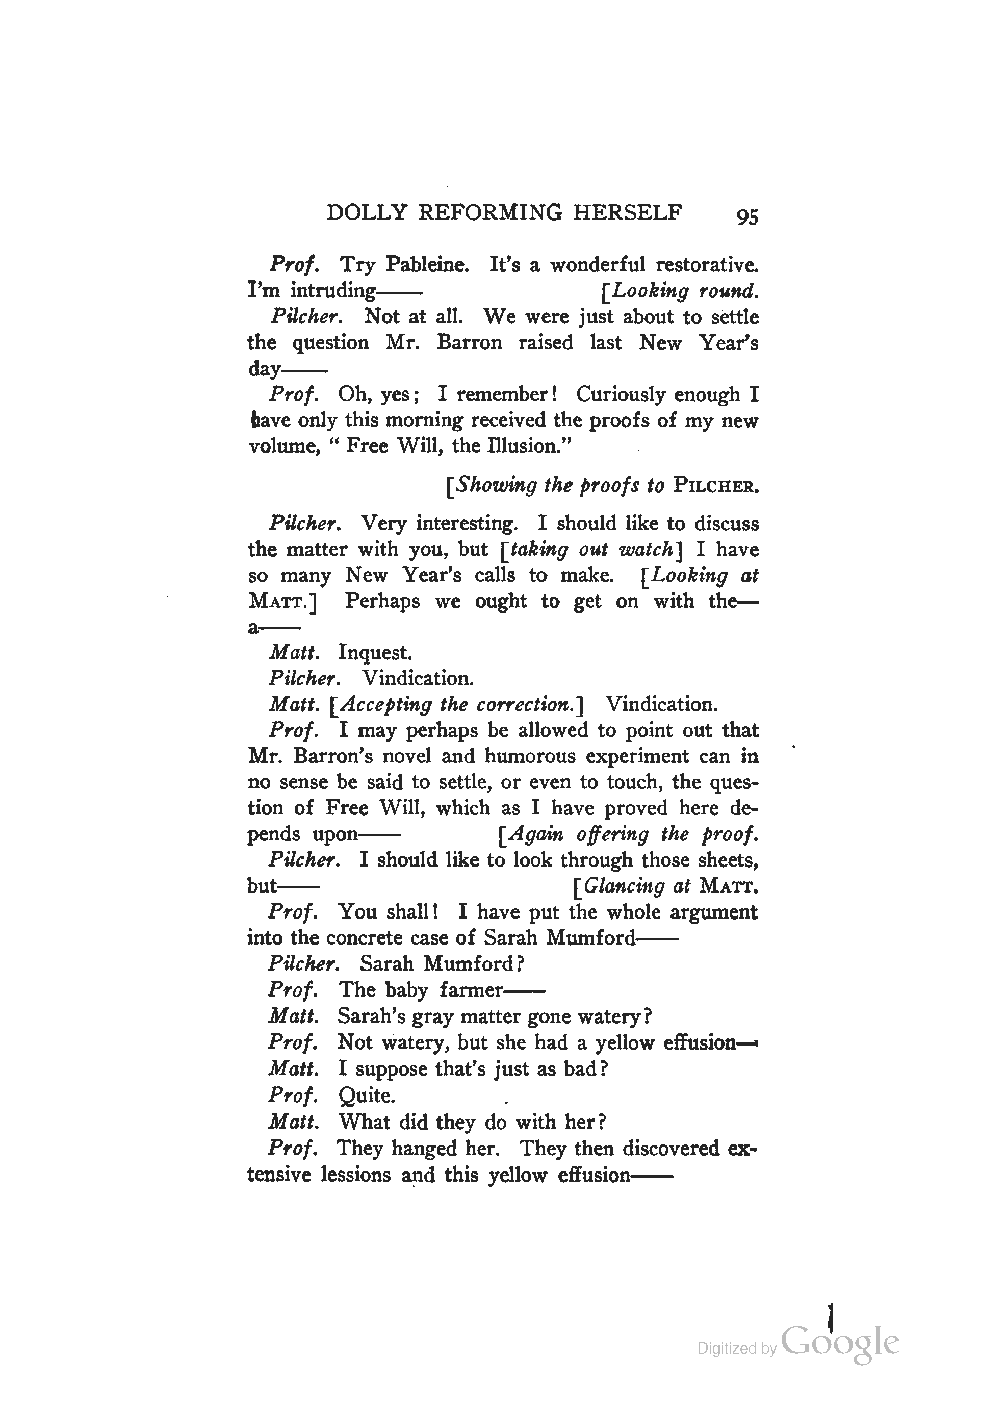 DOLLY REFORMING HERSELF 95
Prof. Try Pableine. It's a wonderful restorative.
I'm intruding—— [Looking round.
Pilcher. Not at all. We were just about to settle
the question Mr. Barron raised last New Year's
day——
Prof. Oh, yes; I remember! Curiously enough I
have only this morning received the proofs of my new
volume, “ Free Will, the Illusion.”
[Showing the proofs to PILCHER.
Pilcher. Very interesting. I should like to discuss
the matter with you, but [taking out watch] I have
so many New Year's calls to make. [Looking at
MATT.] Perhaps we ought to get on with the—
a——
Matt. Inquest.
Pilcher. Vindication.
Matt. [Accepting the correction.] Vindication.
Prof. I may perhaps be allowed to point out that
Mr. Barron's novel and humorous experiment can in
no sense be said to settle, or even to touch, the ques-
tion of Free Will, which as I have proved here de-
pends upon—— [Again offering the proof.
Pilcher. I should like to look through those sheets,
but—— [Glancing at MATT.
Prof. You shall! I have put the whole argument
into the concrete case of Sarah Mumford——
Pilcher. Sarah Mumford?
Prof. The baby farmer——
Matt. Sarah's gray matter gone watery?
Prof. Not watery, but she had a yellow effusion—
Matt. I suppose that's just as bad?
Prof. Quite.
Matt. What did they do with her?
Prof. They hanged her. They then discovered ex-
tensive lessions and this yellow effusion——
Digitized by Google